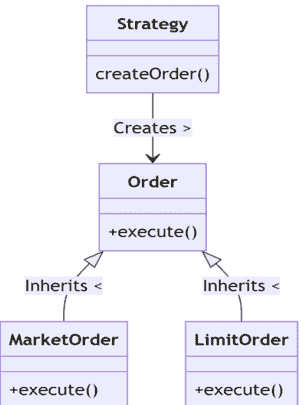 Strategy
createOrder()
Creates >
Order
+execute()
Inherits <
Inherits <
MarketOrder
LimitOrder
+execute()
+execute()